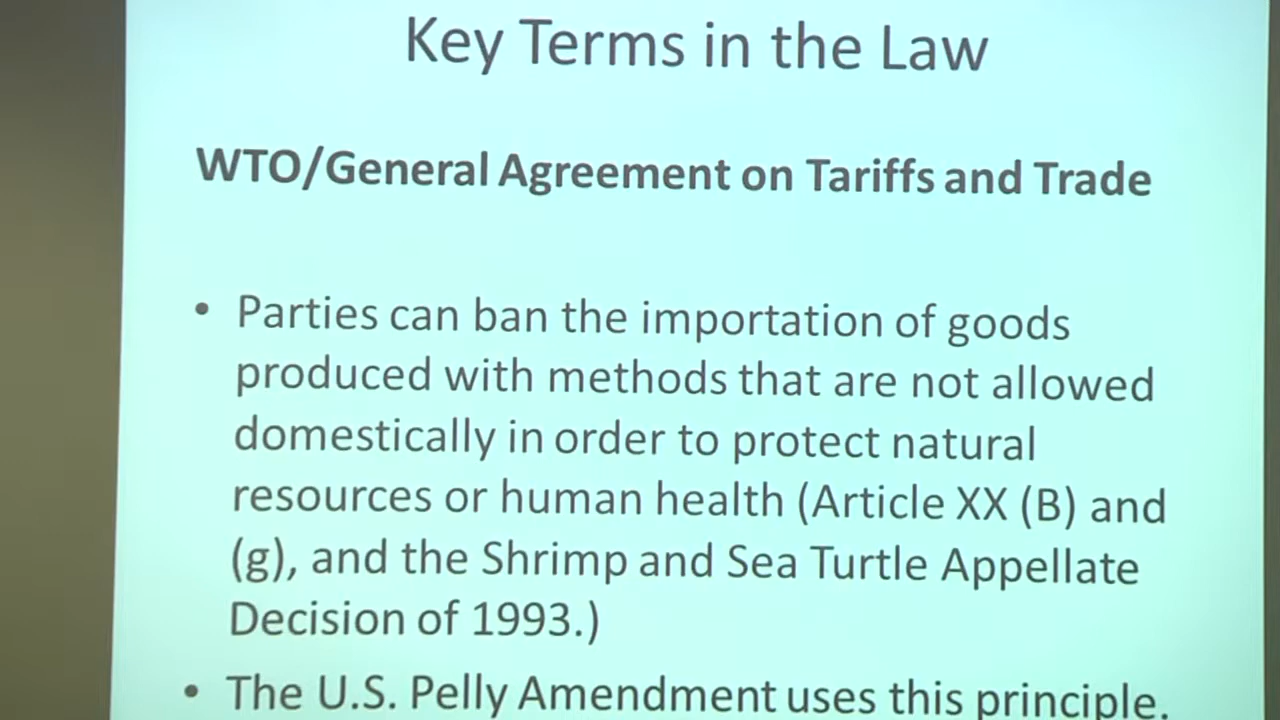 Key Terms in the Law
WTO/General Agreement on Tariffs and Trade
• Parties can ban the importation of goods
produced with methods that are not allowed
domestically in order to protect natural
resources or human health (Article XX (B) and
(g), and the Shrimp and Sea Turtle Appellate
Decision of 1993.)
• The U.S. Pelly Amendment uses this principle.